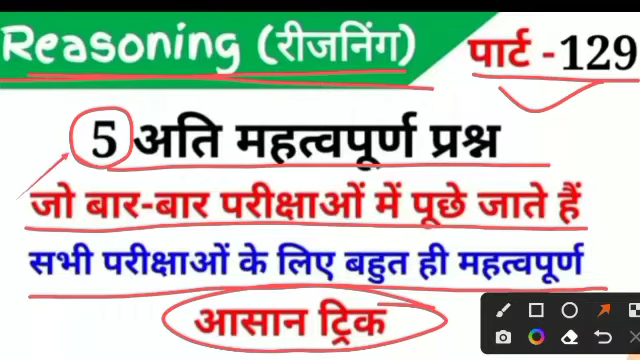 Reasoning (रीजनिंग) पार्ट -129
5 अति महत्वपूर्ण प्रश्न
जो बार-बार परीक्षाओं में पूछे जाते हैं
सभी परीक्षाओं के लिए बहुत ही महत्वपूर्ण
आसान ट्रिक